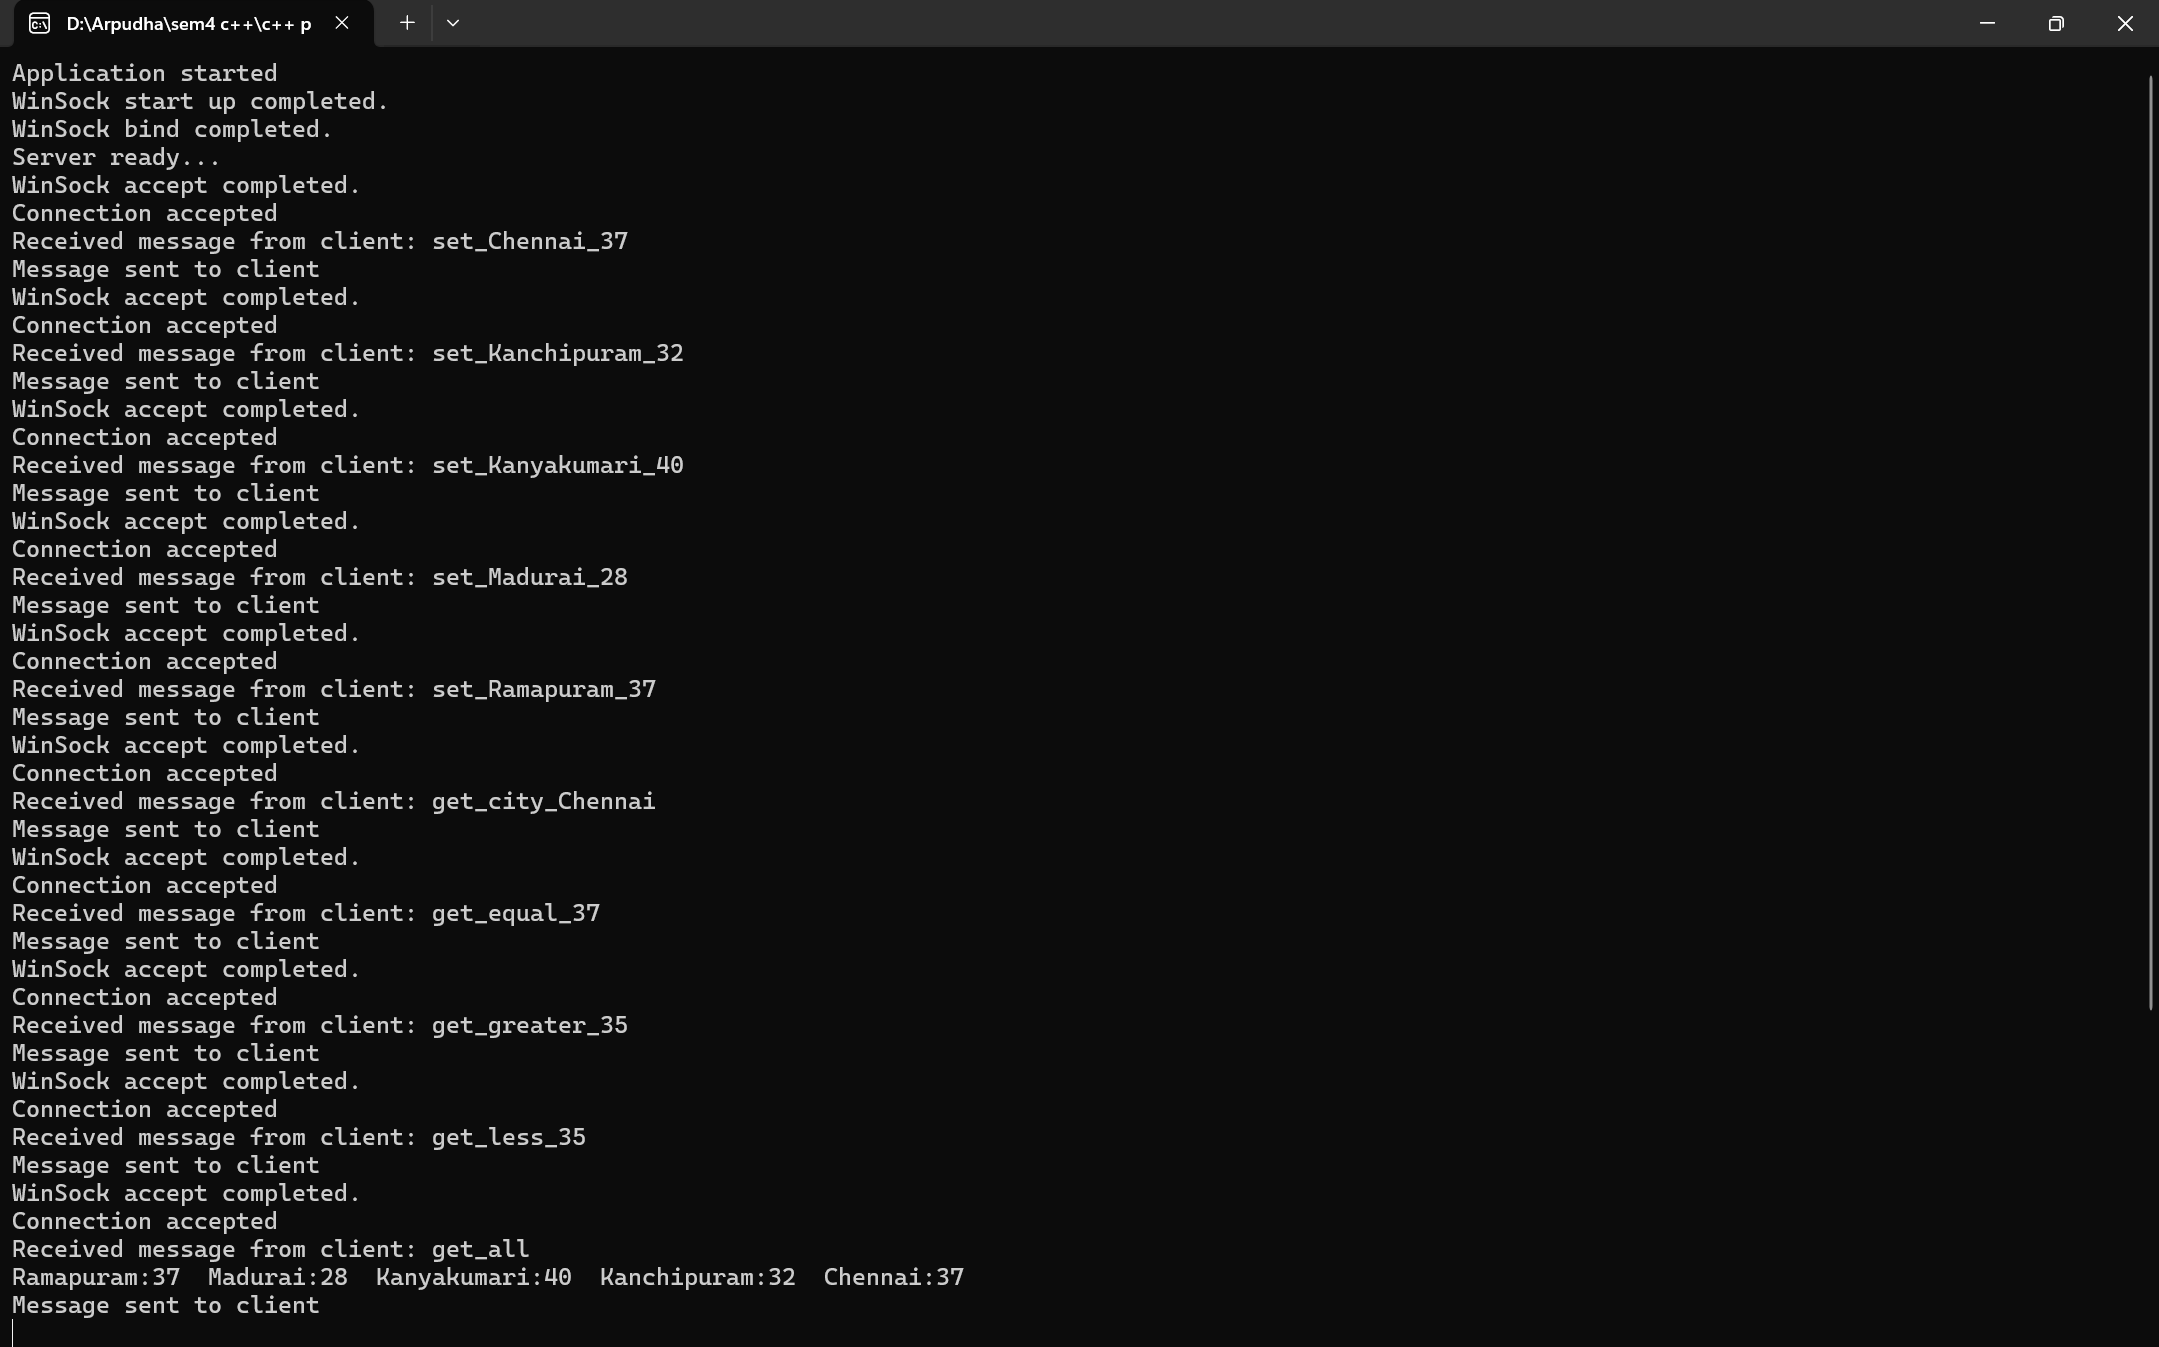 D:\Arpudha\sem4 c++\c++ p
Application started
WinSock start up completed.
WinSock bind completed.
Server ready...
WinSock accept completed.
Connection accepted
Received message from client: set_Chennai_37
Message sent to client
WinSock accept completed.
Connection accepted
Received message from client: set_Kanchipuram_32
Message sent to client
WinSock accept completed.
Connection accepted
Received message from client: set_Kanyakumari_40
Message sent to client
WinSock accept completed.
Connection accepted
Received message from client: set_Madurai_28
Message sent to client
WinSock accept completed.
Connection accepted
Received message from client: set_Ramapuram_37
Message sent to client
WinSock accept completed.
Connection accepted
Received message from client: get_city_Chennai
Message sent to client
WinSock accept completed.
Connection accepted
Received message from client: get_equal_37
Message sent to client
WinSock accept completed.
Connection accepted
Received message from client: get_greater_35
Message sent to client
WinSock accept completed.
Connection accepted
Received message from client: get_less_35
Message sent to client
WinSock accept completed.
Connection accepted
Received message from client: get_all
Ramapuram:37  Madurai:28  Kanyakumari:40  Kanchipuram:32  Chennai:37
Message sent to client